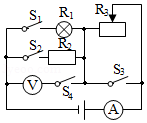 S₁ R₁ R₃
S₂ R₂
V S₄ S₃
A